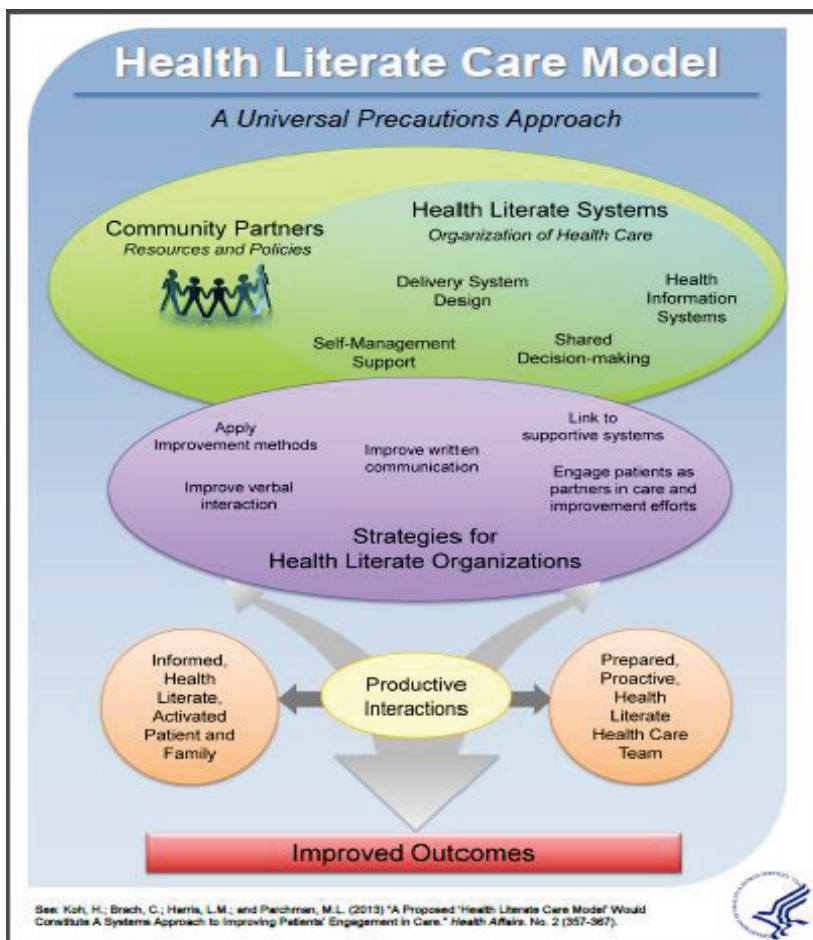 Health Literate Care Model
A Universal Precautions Approach
Community Partners
Resources and Policies
Health Literate Systems
Organization of Health Care
Delivery System
Design
Health
Information
Systems
Self-Management
Support
Shared
Decision-making
Apply
Improvement methods
Improve written
communication
Link to
supportive systems
Improve verbal
interaction
Engage patients as
partners in care and
improvement efforts
Strategies for
Health Literate Organizations
Informed,
Health
Literate,
Activated
Patient and
Family
Productive
Interactions
Prepared,
Proactive,
Health
Literate
Health Care
Team
Improved Outcomes
See: Koh, H.; Brach, C.; Harris, L.M.; and Parchman, M.L. (2013) "A Proposed 'Health Literate Care Model' Would
Constitute A Systems Approach to Improving Patients' Engagement in Care." Health Affairs. No. 2 (357-367).